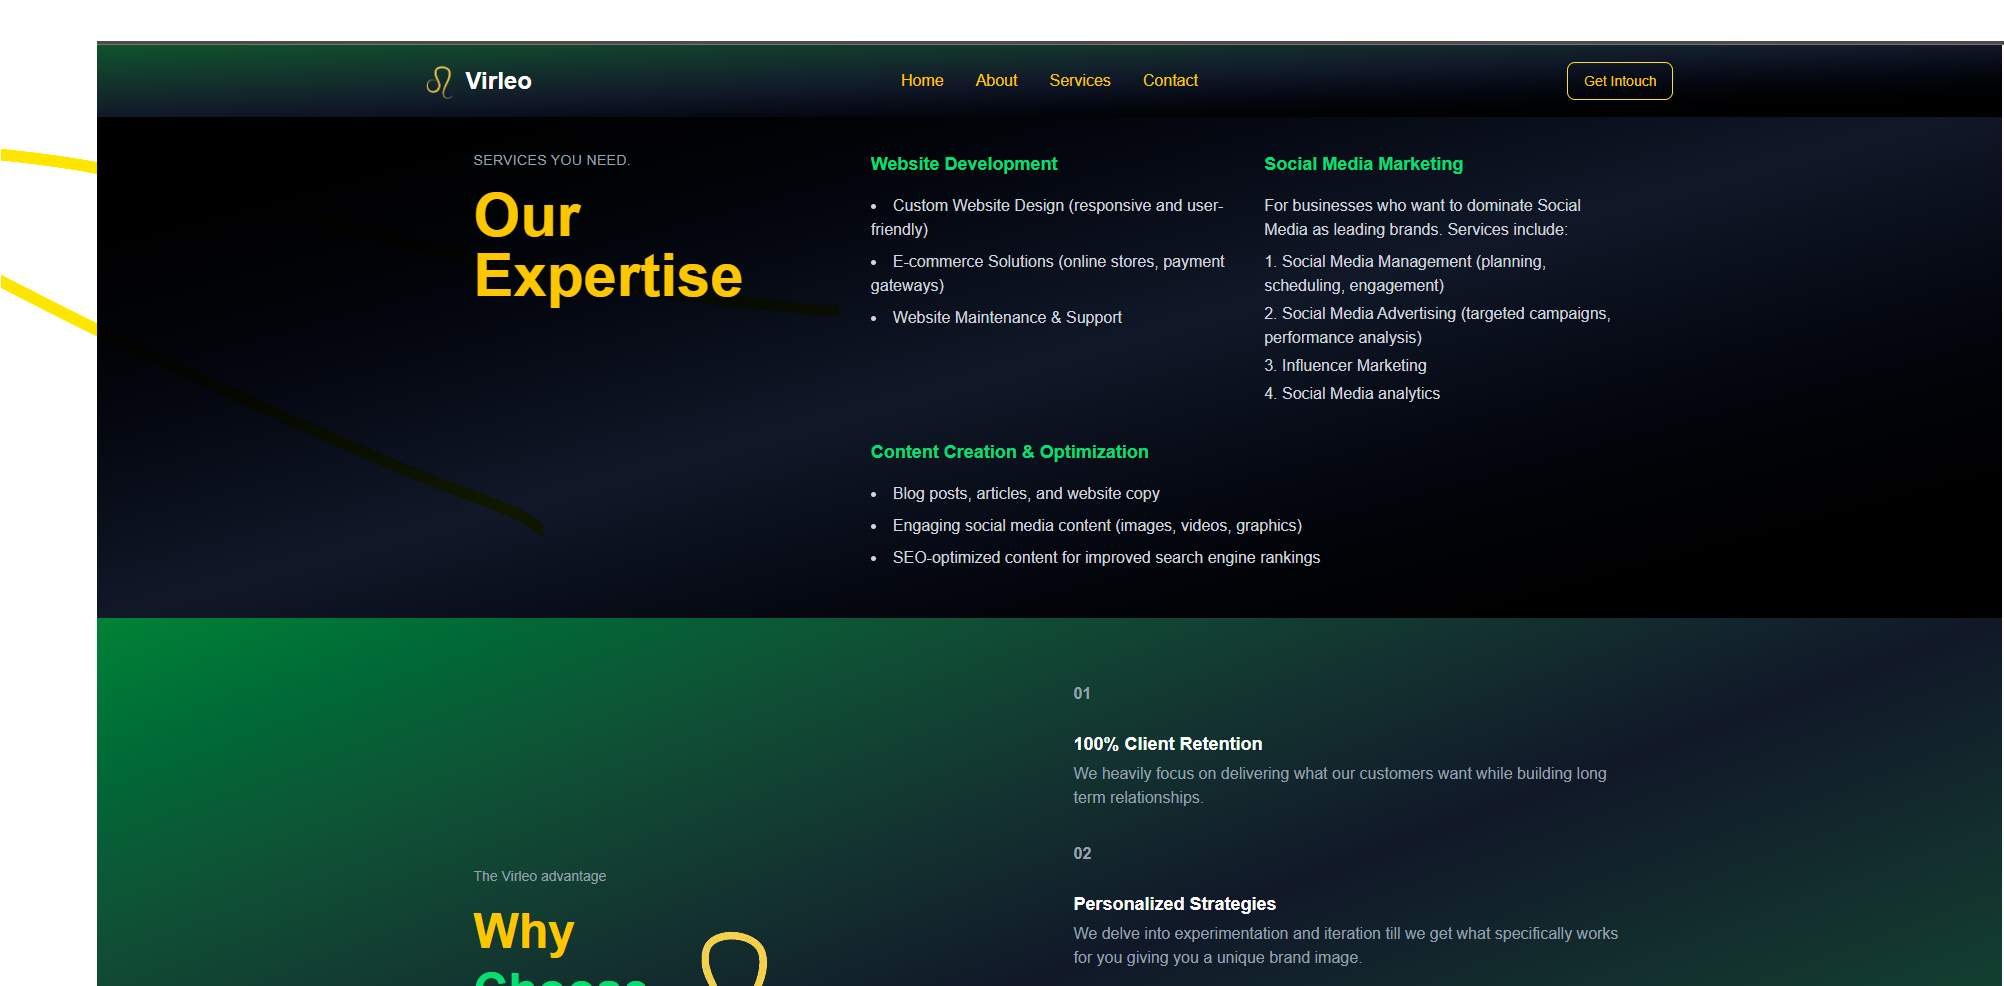 Virleo
Home About Services Contact
Get Intouch
SERVICES YOU NEED.
Our
Expertise
Website Development
• Custom Website Design (responsive and user-
friendly)
• E-commerce Solutions (online stores, payment
gateways)
• Website Maintenance & Support
Social Media Marketing
For businesses who want to dominate Social
Media as leading brands. Services include:
1. Social Media Management (planning,
scheduling, engagement)
2. Social Media Advertising (targeted campaigns,
performance analysis)
3. Influencer Marketing
4. Social Media analytics
Content Creation & Optimization
• Blog posts, articles, and website copy
• Engaging social media content (images, videos, graphics)
• SEO-optimized content for improved search engine rankings
The Virleo advantage
Why
Choose
01
100% Client Retention
We heavily focus on delivering what our customers want while building long
term relationships.
02
Personalized Strategies
We delve into experimentation and iteration till we get what specifically works
for you giving you a unique brand image.